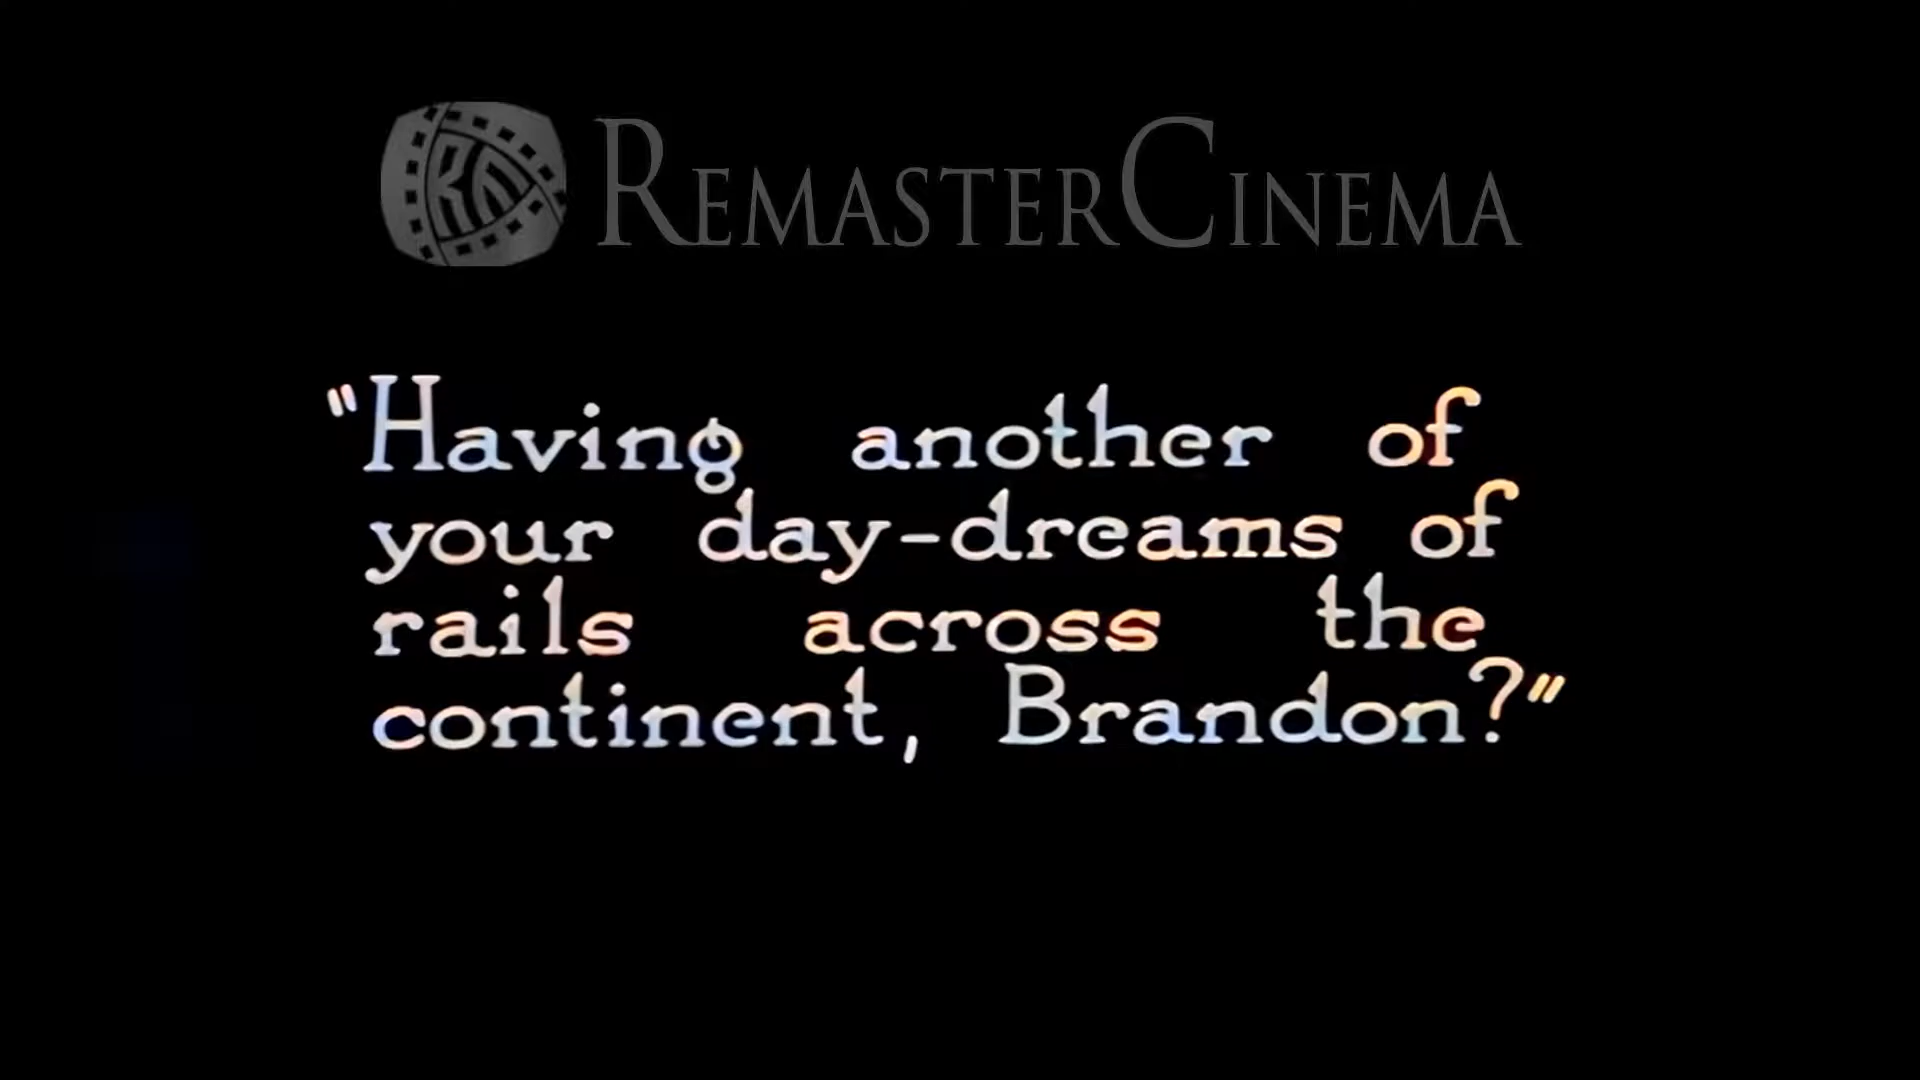 REMASTERCINEMA
"Having another of
your day-dreams of
rails across the
continent, Brandon?"